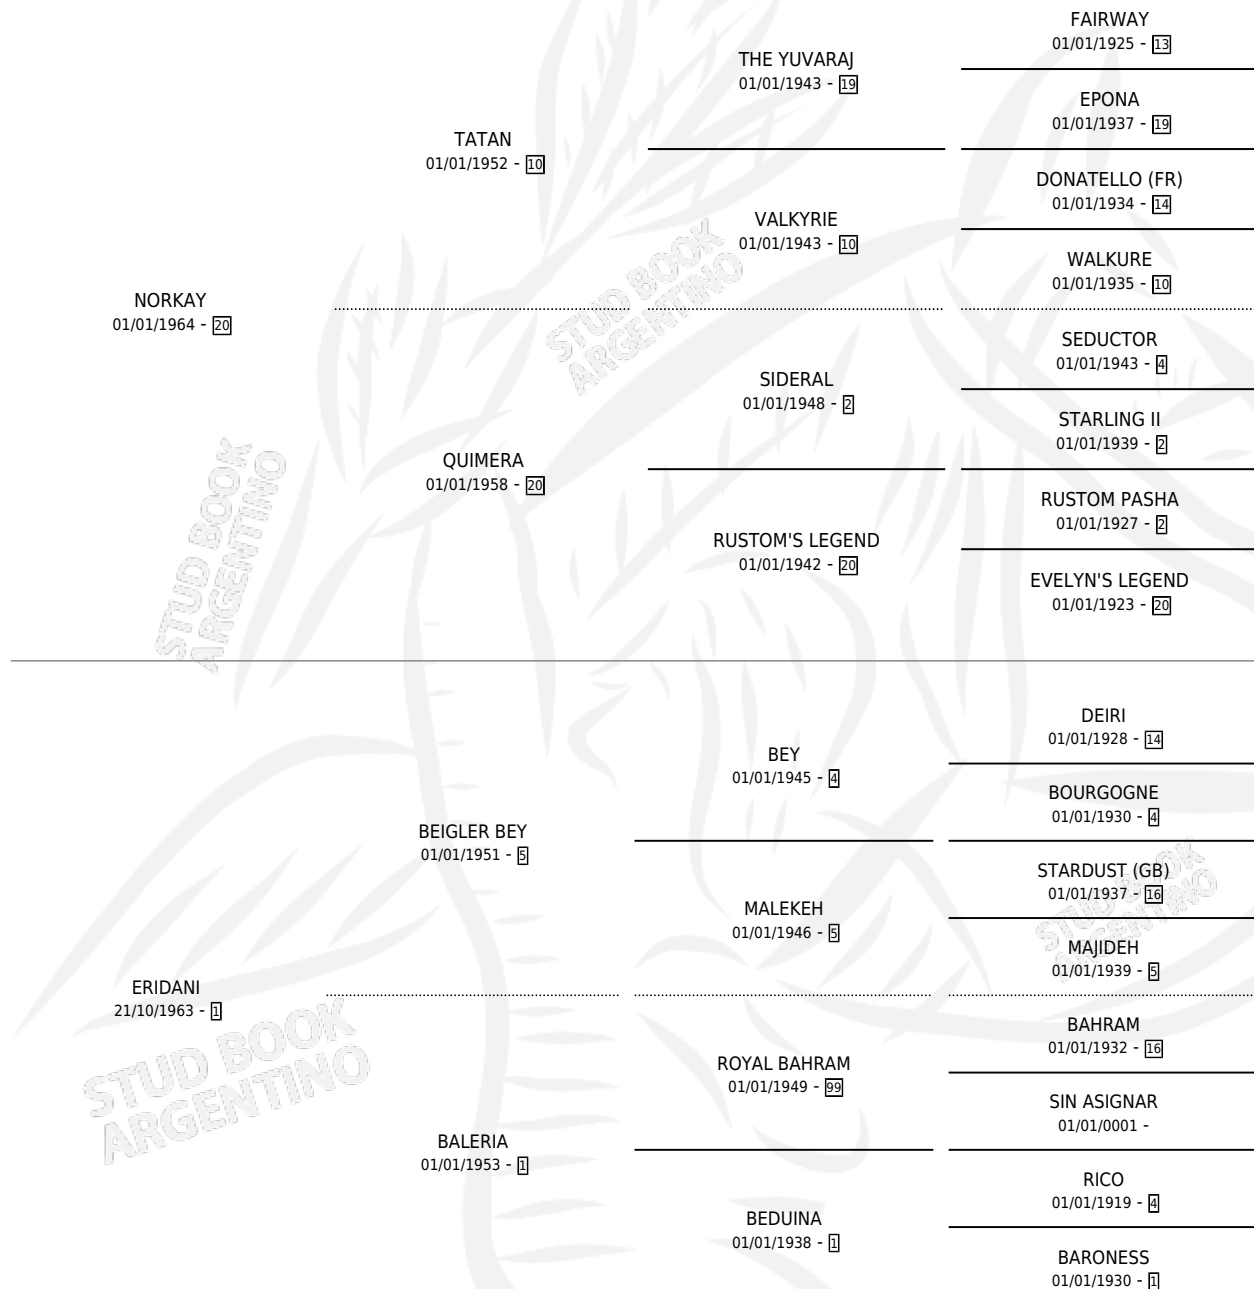 FAIRWAY
01/01/1925 - 13
THE YUVARAJ
01/01/1943 - 19
EPONA
01/01/1937 - 19
TATAN
01/01/1952 - 10
DONATELLO (FR)
01/01/1934 - 14
VALKYRIE
01/01/1943 - 10
WALKURE
01/01/1935 - 10
NORKAY
01/01/1964 - 20
SEDUCTOR
01/01/1943 - 4
SIDERAL
01/01/1948 - 2
STARLING II
01/01/1939 - 2
QUIMERA
01/01/1958 - 20
RUSTOM PASHA
01/01/1927 - 2
RUSTOM'S LEGEND
01/01/1942 - 20
EVELYN'S LEGEND
01/01/1923 - 20
DEIRI
01/01/1928 - 14
BEY
01/01/1945 - 4
BOURGOGNE
01/01/1930 - 4
BEIGLER BEY
01/01/1951 - 5
STARDUST (GB)
01/01/1937 - 16
MALEKEH
01/01/1946 - 5
MAJIDEH
01/01/1939 - 5
ERIDANI
21/10/1963 - 1
BAHRAM
01/01/1932 - 16
ROYAL BAHRAM
01/01/1949 - 99
SIN ASIGNAR
01/01/0001 -
BALERIA
01/01/1953 - 1
RICO
01/01/1919 - 4
BEDUINA
01/01/1938 - 1
BARONESS
01/01/1930 - 1
STUD BOOK
ARGENTINO
STUD BOOK
ARGENTINO
STUD BOOK
ARGENTINO
STUD BOOK
ARGENTINO